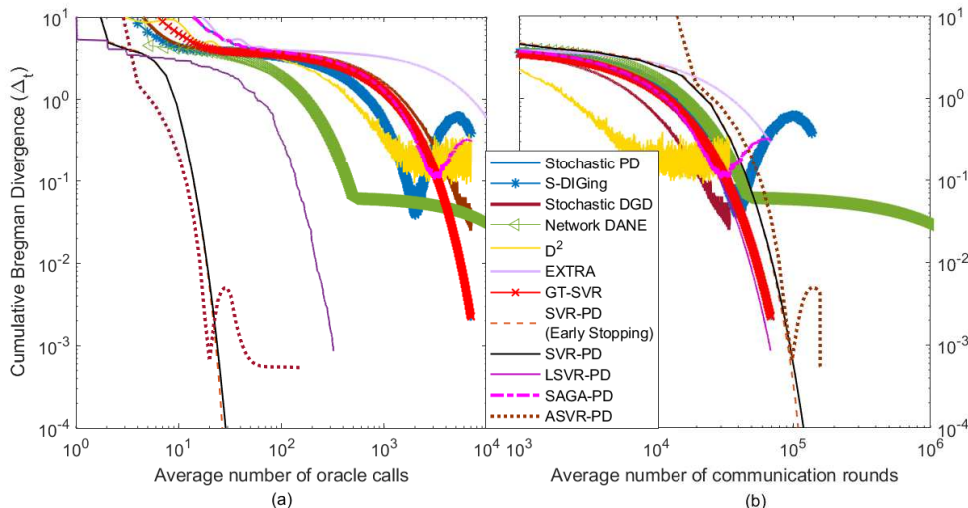 Cumulative Bregman Divergence (Δ_t)
10^1
10^0
10^-1
10^-2
10^-3
10^-4
10^0
10^1
10^2
10^3
10^4
Average number of oracle calls
(a)
Stochastic PD
S-DIGing
Stochastic DGD
Network DANE
D^2
EXTRA
GT-SVR
SVR-PD
(Early Stopping)
SVR-PD
LSVR-PD
SAGA-PD
ASVR-PD
10^1
10^0
10^-1
10^-2
10^-3
10^-4
10^4
10^5
10^6
Average number of communication rounds
(b)